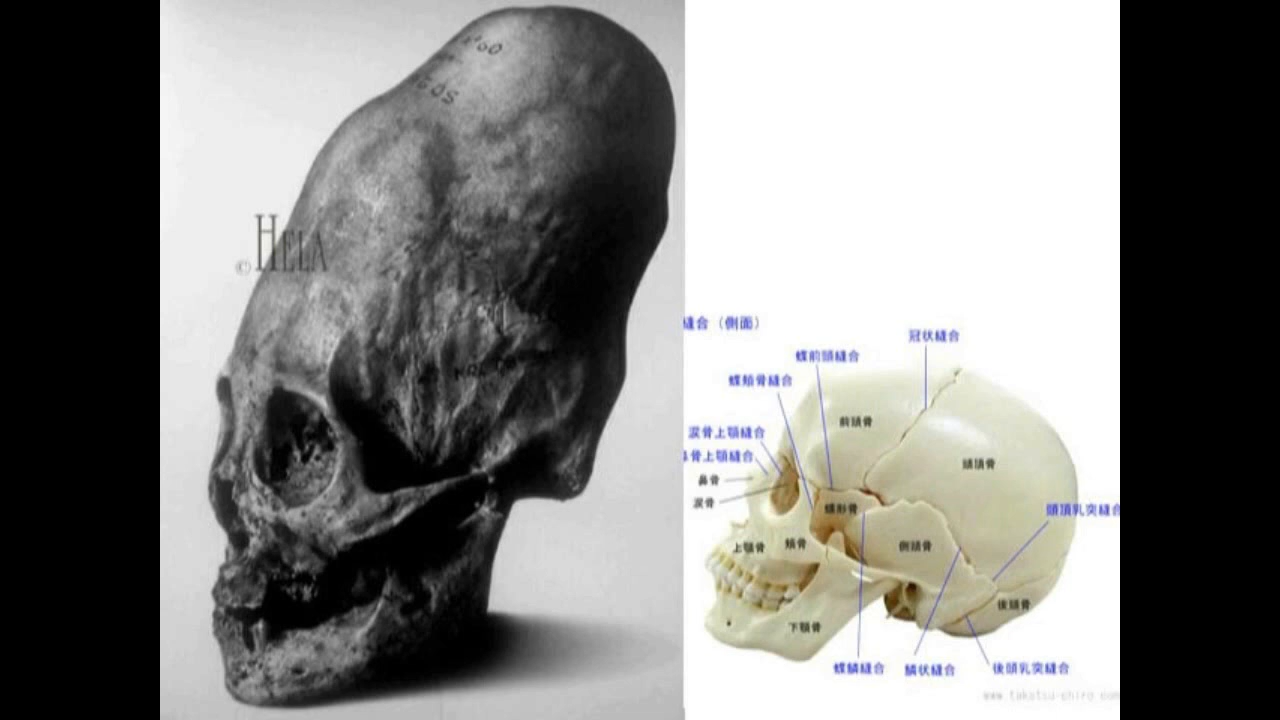 © HELA
縫合（側面）
冠状縫合
蝶前頭縫合
蝶頬骨縫合
前頭骨
涙骨上顎縫合
鼻骨上顎縫合
頭頂骨
鼻骨
涙骨
蝶形骨
頭頂乳突縫合
上顎骨
頬骨
側頭骨
後頭骨
下顎骨
蝶鱗縫合
鱗状縫合
後頭乳突縫合
www.takatsu-chiro.com